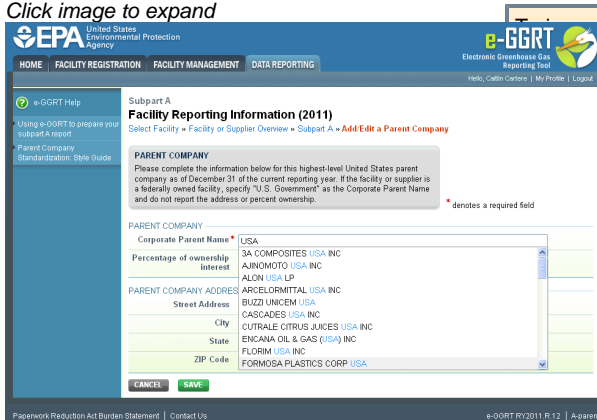 Click image to expand
EPA United States
Environmental Protection
Agency
e-GGRT
Electronic Greenhouse Gas
Reporting Tool
HOME FACILITY REGISTRATION FACILITY MANAGEMENT DATA REPORTING
Hello, Caitlin Cartere | My Profile | Logout
e-GGRT Help
Using e-GGRT to prepare your
subpart A report
Parent Company
Standardization: Style Guide
Subpart A
Facility Reporting Information (2011)
Select Facility » Facility or Supplier Overview » Subpart A » Add/Edit a Parent Company
PARENT COMPANY
Please complete the information below for this highest-level United States parent
company as of December 31 of the current reporting year. If the facility or supplier is
a federally owned facility, specify "U.S. Government" as the Corporate Parent Name
and do not report the address or percent ownership.
* denotes a required field
PARENT COMPANY
Corporate Parent Name * USA
Percentage of ownership
interest
3A COMPOSITES USA INC
AJINOMOTO USA INC
ALON USA LP
PARENT COMPANY ADDRES
ARCELORMITTAL USA INC
Street Address
BUZZI UNICEM USA
CASCADES USA INC
City
CUTRALE CITRUS JUICES USA INC
State
ENCANA OIL & GAS (USA) INC
FLORIM USA INC
ZIP Code
FORMOSA PLASTICS CORP USA
CANCEL SAVE
Paperwork Reduction Act Burden Statement | Contact Us
e-GGRT RY2011.R.12 | A-paren